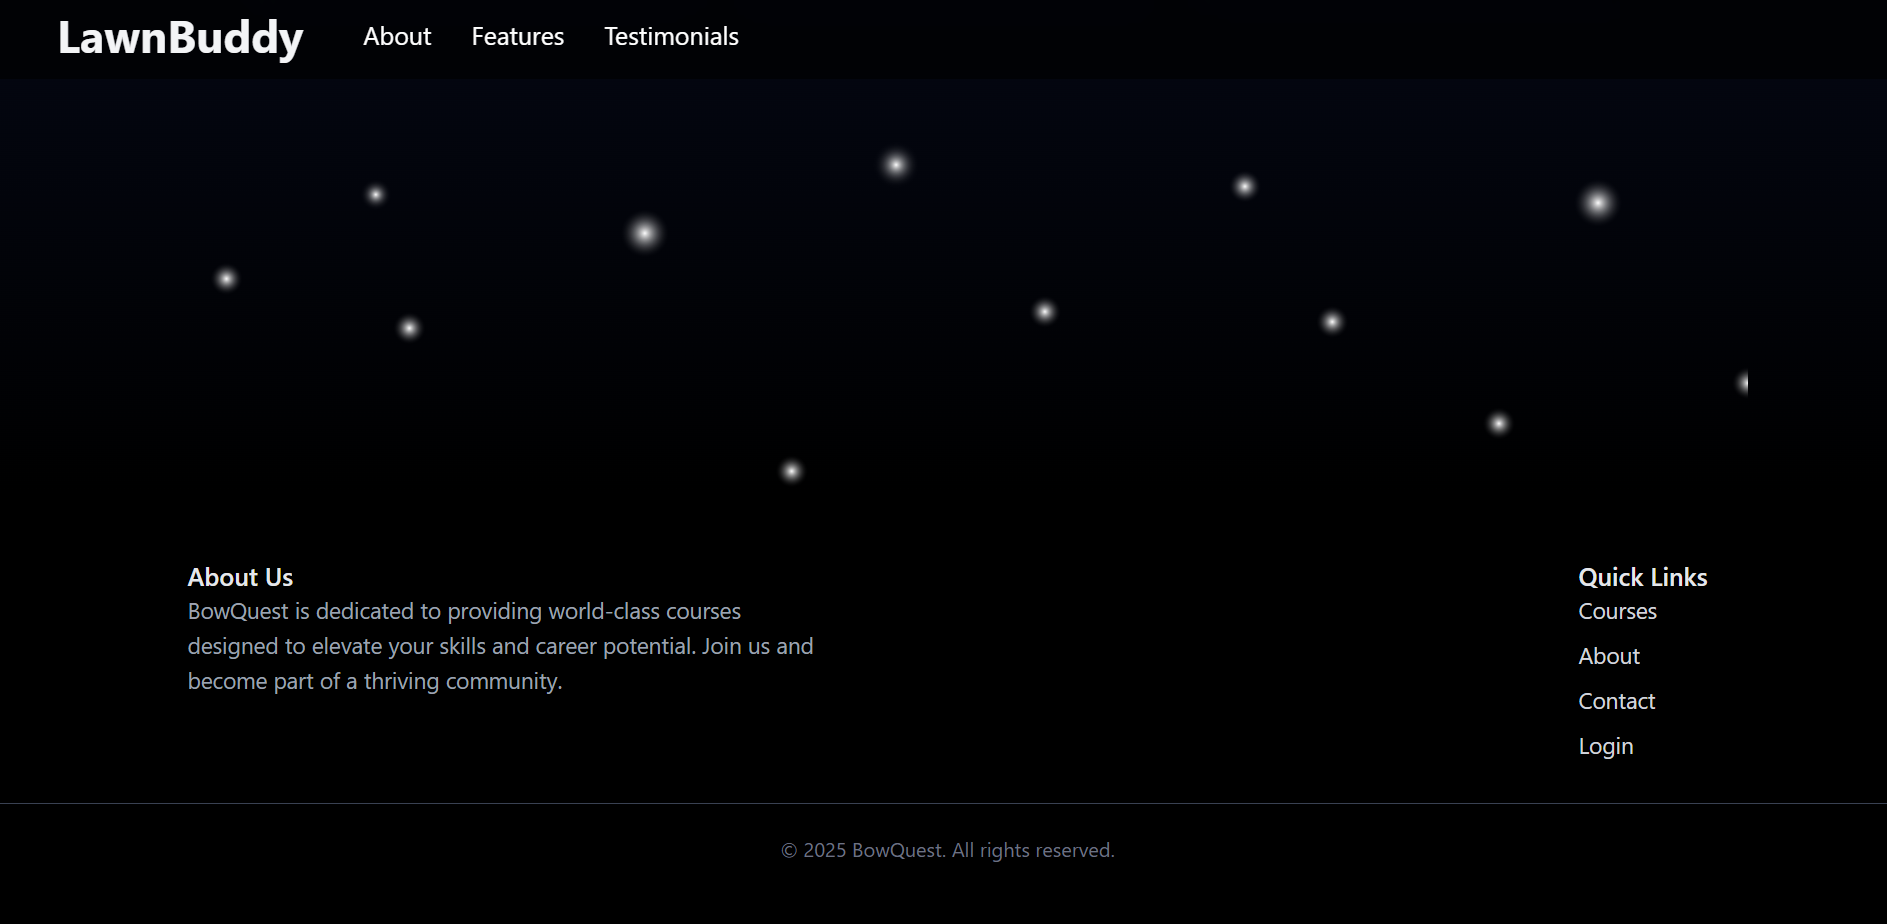 LawnBuddy
About
Features
Testimonials
About Us
BowQuest is dedicated to providing world-class courses
designed to elevate your skills and career potential. Join us and
become part of a thriving community.
Quick Links
Courses
About
Contact
Login
© 2025 BowQuest. All rights reserved.